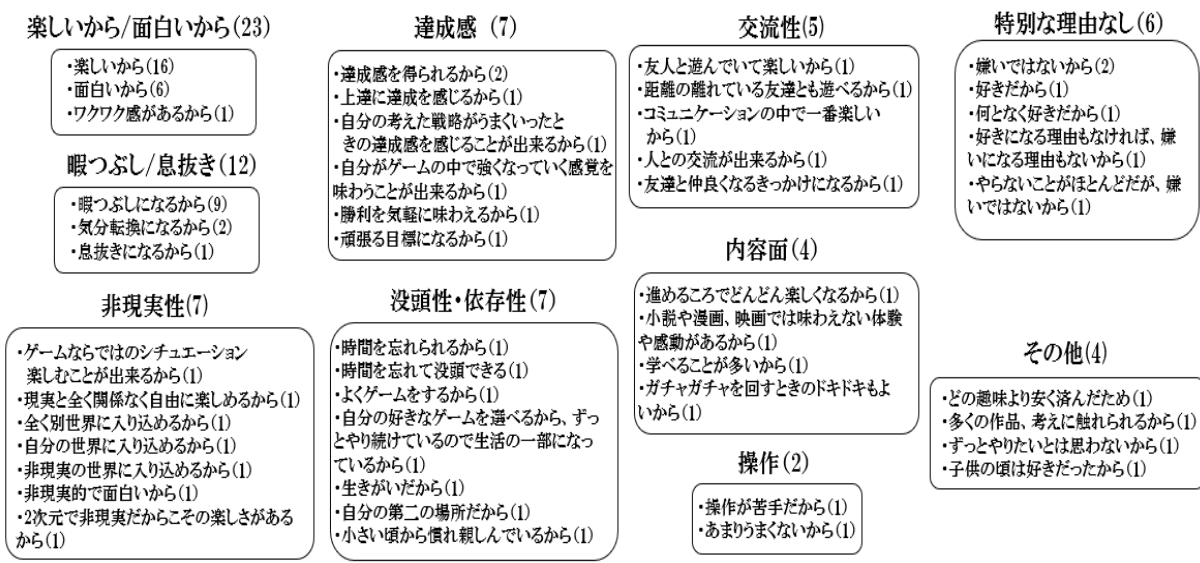 楽しいから/面白いから(23)
・楽しいから(16)
・面白いから(6)
・ワクワク感があるから(1)
暇つぶし/息抜き(12)
・暇つぶしになるから(9)
・気分転換になるから(2)
・息抜きになるから(1)
非現実性(7)
・ゲームならではのシチュエーション
楽しむことが出来るから(1)
・現実と全く関係なく自由に楽しめるから(1)
・全く別世界に入り込めるから(1)
・自分の世界に入り込めるから(1)
・非現実の世界に入り込めるから(1)
・非現実的で面白いから(1)
・2次元で非現実だからこその楽しさがある
から(1)
達成感 (7)
・達成感を得られるから(2)
・上達に達成を感じるから(1)
・自分の考えた戦略がうまくいったと
きの達成感を感じることが出来るから(1)
・自分がゲームの中で強くなっていく感覚を
味わうことが出来るから(1)
・勝利を気軽に味わえるから(1)
・頑張る目標になるから(1)
没頭性・依存性(7)
・時間を忘れられるから(1)
・時間を忘れて没頭できる(1)
・よくゲームをするから(1)
・自分の好きなゲームを選べるから、ずっ
とやり続けているので生活の一部になっ
ているから(1)
・生きがいだから(1)
・自分の第二の場所だから(1)
・小さい頃から慣れ親しんでいるから(1)
交流性(5)
・友人と遊んでいて楽しいから(1)
・距離の離れている友達とも遊べるから(1)
・コミュニケーションの中で一番楽しい
から(1)
・人との交流が出来るから(1)
・友達と仲良くなるきっかけになるから(1)
内容面(4)
・進めるころでどんどん楽しくなるから(1)
・小説や漫画、映画では味わえない体験
や感動があるから(1)
・学べることが多いから(1)
・ガチャガチャを回すときのドキドキもよ
いから(1)
操作(2)
・操作が苦手だから(1)
・あまりうまくないから(1)
特別な理由なし(6)
・嫌いではないから(2)
・好きだから(1)
・何となく好きだから(1)
・好きになる理由もなければ、嫌
いになる理由もないから(1)
・やらないことがほとんどだが、嫌
いではないから(1)
その他(4)
・どの趣味より安く済んだため(1)
・多くの作品、考えに触れられるから(1)
・ずっとやりたいとは思わないから(1)
・子供の頃は好きだったから(1)